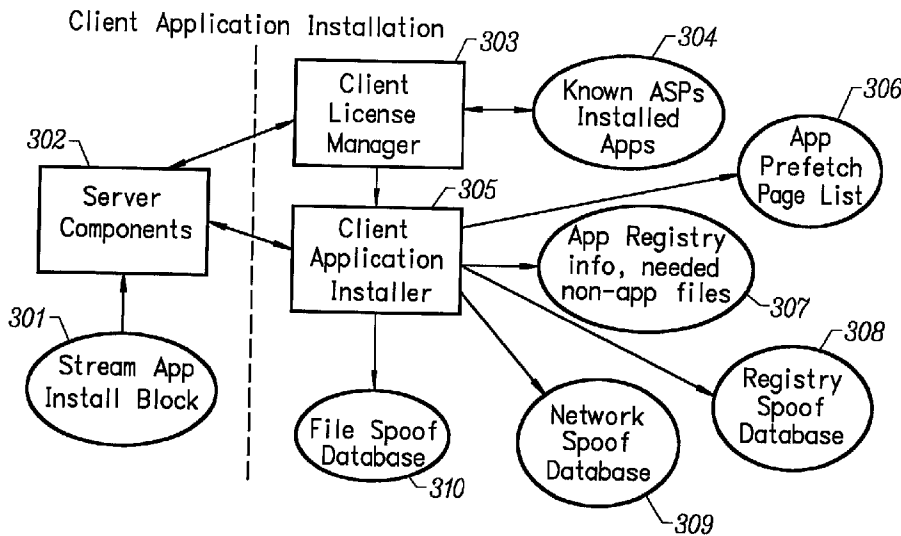 Client Application Installation
303
Client
License
Manager
304
Known ASPs
Installed
Apps
306
App
Prefetch
Page List
302
Server
Components
305
Client
Application
Installer
App Registry
info, needed
non-app files
307
301
Stream App
Install Block
308
Registry
Spoof
Database
File Spoof
Database
310
Network
Spoof
Database
309